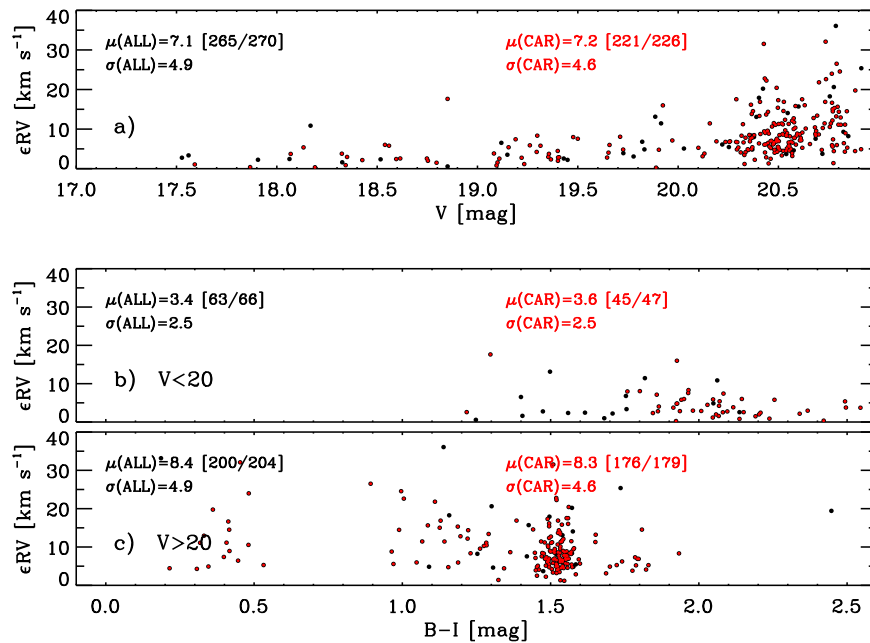 40
30
20
10
0
ϵRV [km s⁻¹]
μ(ALL)=7.1 [265/270]
σ(ALL)=4.9
μ(CAR)=7.2 [221/226]
σ(CAR)=4.6
a)
17.0 17.5 18.0 18.5 19.0 19.5 20.0 20.5
V [mag]
40
30
20
10
0
ϵRV [km s⁻¹]
μ(ALL)=3.4 [63/66]
σ(ALL)=2.5
μ(CAR)=3.6 [45/47]
σ(CAR)=2.5
b) V<20
40
30
20
10
0
ϵRV [km s⁻¹]
μ(ALL)=8.4 [200/204]
σ(ALL)=4.9
μ(CAR)=8.3 [176/179]
σ(CAR)=4.6
c) V>20
0.0 0.5 1.0 1.5 2.0 2.5
B−I [mag]